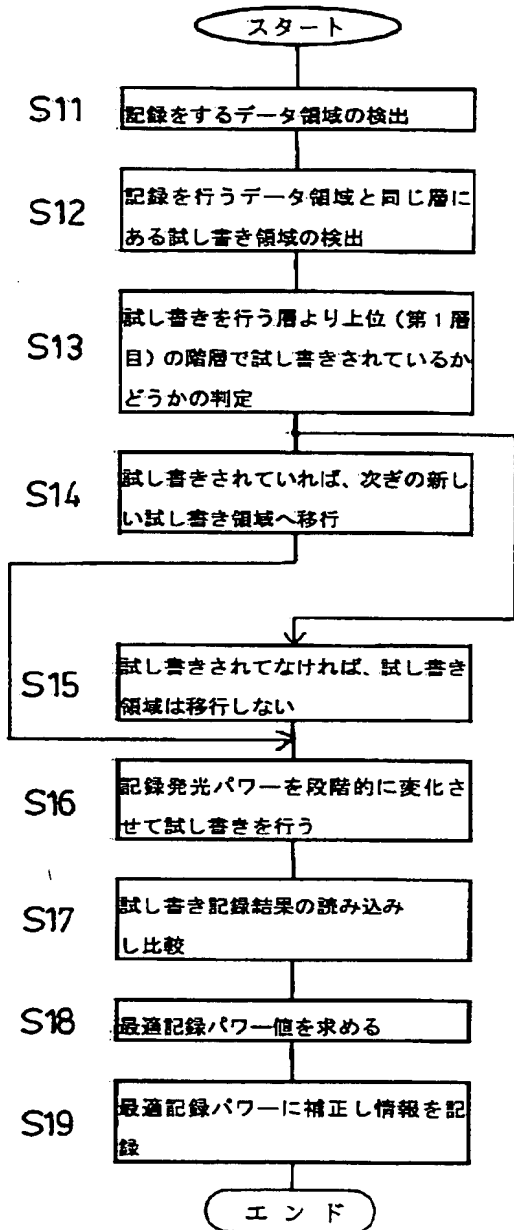 スタート
S11
記録をするデータ領域の検出
S12
記録を行うデータ領域と同じ層に
ある試し書き領域の検出
S13
試し書きを行う層より上位（第１層
目）の階層で試し書きされているか
どうかの判定
S14
試し書きされていれば、次ぎの新し
い試し書き領域へ移行
S15
試し書きされてなければ、試し書き
領域は移行しない
S16
記録発光パワーを段階的に変化さ
せて試し書きを行う
S17
試し書き記録結果の読み込み
し比較
S18
最適記録パワー値を求める
S19
最適記録パワーに補正し情報を記
録
エンド